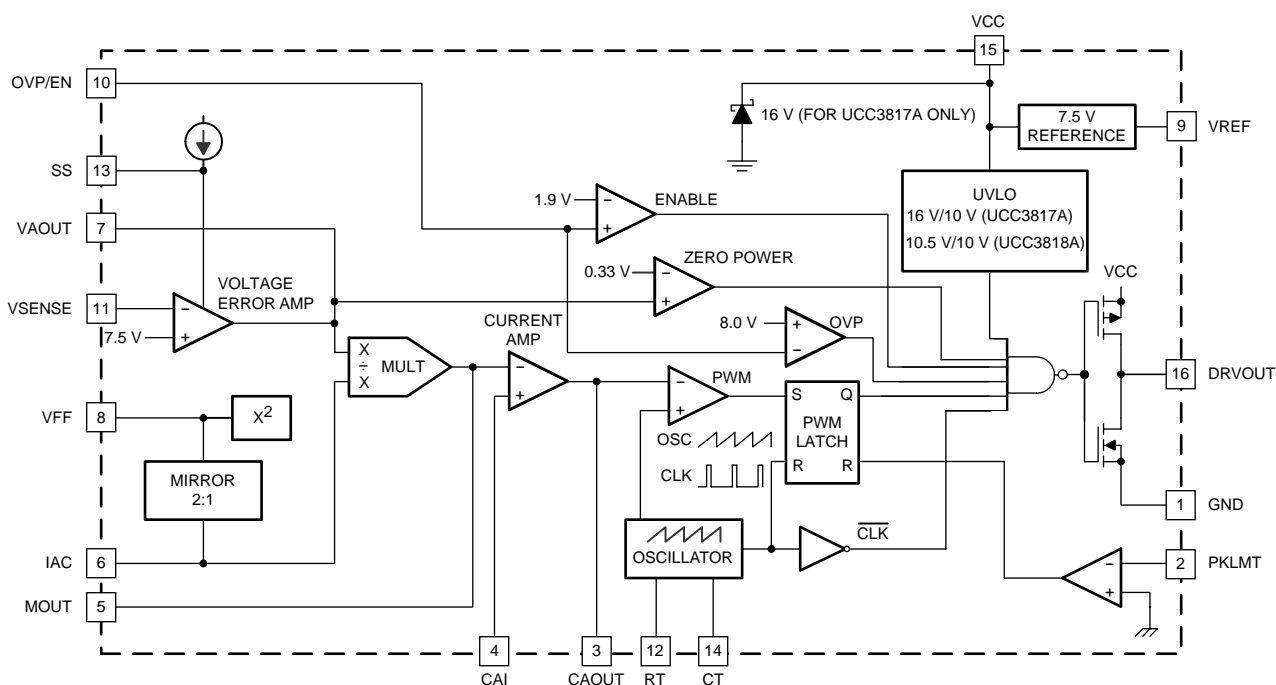 VCC
15
OVP/EN
10
16 V (FOR UCC3817A ONLY)
7.5 V
REFERENCE
9
VREF
SS
13
1.9 V
−
+
ENABLE
UVLO
16 V/10 V (UCC3817A)
10.5 V/10 V (UCC3818A)
VAOUT
7
ZERO POWER
0.33 V
−
+
VCC
VOLTAGE
ERROR AMP
VSENSE
11
−
7.5 V
+
8.0 V
+
−
OVP
CURRENT
AMP
X
÷
X
MULT
−
+
PWM
−
+
16
DRVOUT
S
Q
PWM
LATCH
R
R
VFF
8
X2
OSC
CLK
MIRROR
2:1
1
GND
OSCILLATOR
CLK
IAC
6
−
+
2
PKLMT
MOUT
5
4
3
12
14
CAI
CAOUT
RT
CT